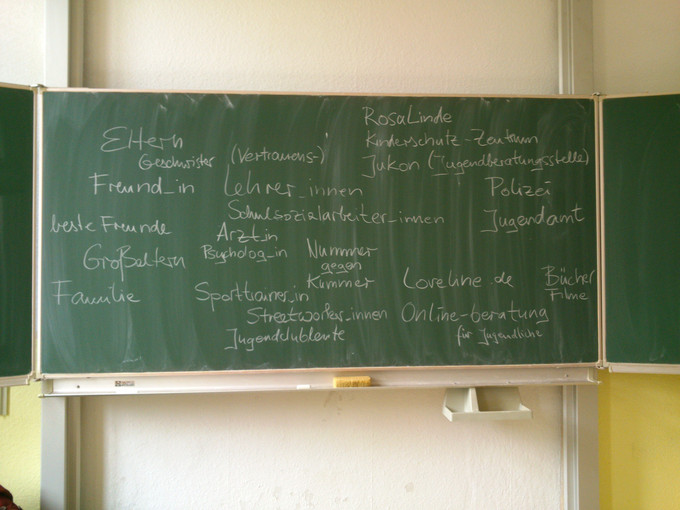 RosaLinde
Eltern
Kinderschutz-Zentrum
Geschwister (Vertrauens-) Jukon (Jugendberatungsstelle)
Freund_in Lehrer_innen Polizei
Schulsozialarbeiter_innen Jugendamt
beste Freunde Arzt_in
Großeltern Psycholog_in Nummer
gegen
Kummer Loveline.de Bücher
Familie Sporttrainer_in Filme
Streetworker_innen Online-beratung
Jugendclubleute für Jugendliche